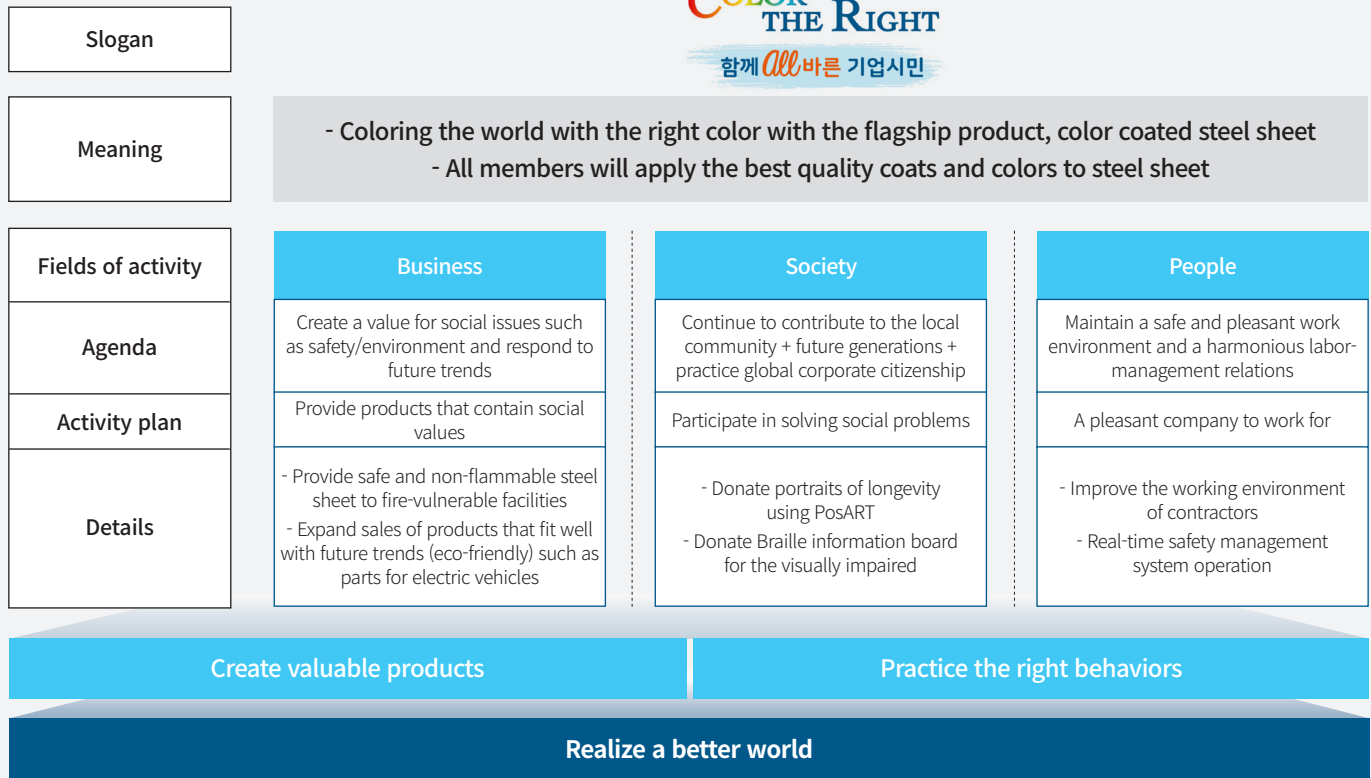 Slogan
COLOR
THE RIGHT
함께 all 바른 기업시민
Meaning
- Coloring the world with the right color with the flagship product, color coated steel sheet
- All members will apply the best quality coats and colors to steel sheet
Fields of activity
Business
Society
People
Agenda
Create a value for social issues such
as safety/environment and respond to
future trends
Continue to contribute to the local
community + future generations +
practice global corporate citizenship
Maintain a safe and pleasant work
environment and a harmonious labor-
management relations
Activity plan
Provide products that contain social
values
Participate in solving social problems
A pleasant company to work for
Details
- Provide safe and non-flammable steel
sheet to fire-vulnerable facilities
- Expand sales of products that fit well
with future trends (eco-friendly) such as
parts for electric vehicles
- Donate portraits of longevity
using PosART
- Donate Braille information board
for the visually impaired
- Improve the working environment
of contractors
- Real-time safety management
system operation
Create valuable products
Practice the right behaviors
Realize a better world